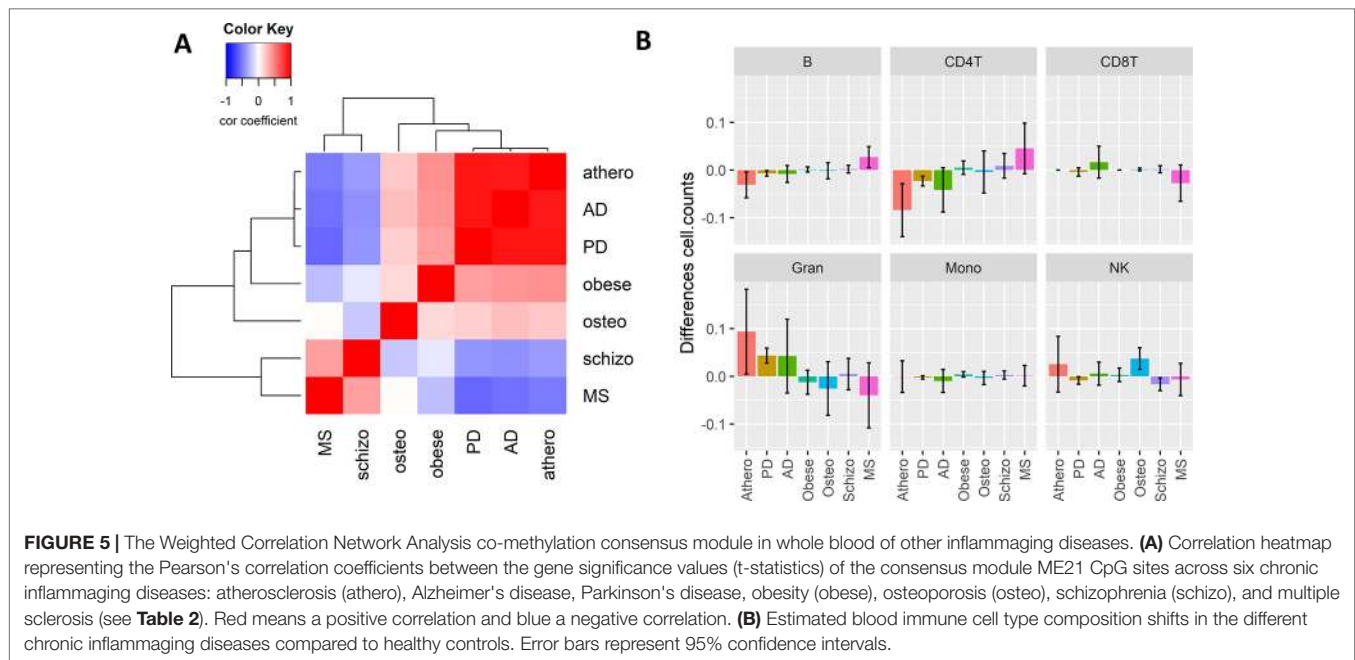 A
Color Key
-1 0 1
cor coefficient
athero
AD
PD
obese
osteo
schizo
MS
MS schizo osteo obese PD AD athero
B
B CD4T CD8T
0.1
0.0
-0.1
Gran Mono NK
0.1
0.0
-0.1
Differences cell.counts
Athero PD AD Obese Osteo Schizo MS Athero PD AD Obese Osteo Schizo MS Athero PD AD Obese Osteo Schizo MS
FIGURE 5 | The Weighted Correlation Network Analysis co-methylation consensus module in whole blood of other inflammaging diseases. (A) Correlation heatmap
representing the Pearson's correlation coefficients between the gene significance values (t-statistics) of the consensus module ME21 CpG sites across six chronic
inflammaging diseases: atherosclerosis (athero), Alzheimer's disease, Parkinson's disease, obesity (obese), osteoporosis (osteo), schizophrenia (schizo), and multiple
sclerosis (see Table 2). Red means a positive correlation and blue a negative correlation. (B) Estimated blood immune cell type composition shifts in the different
chronic inflammaging diseases compared to healthy controls. Error bars represent 95% confidence intervals.